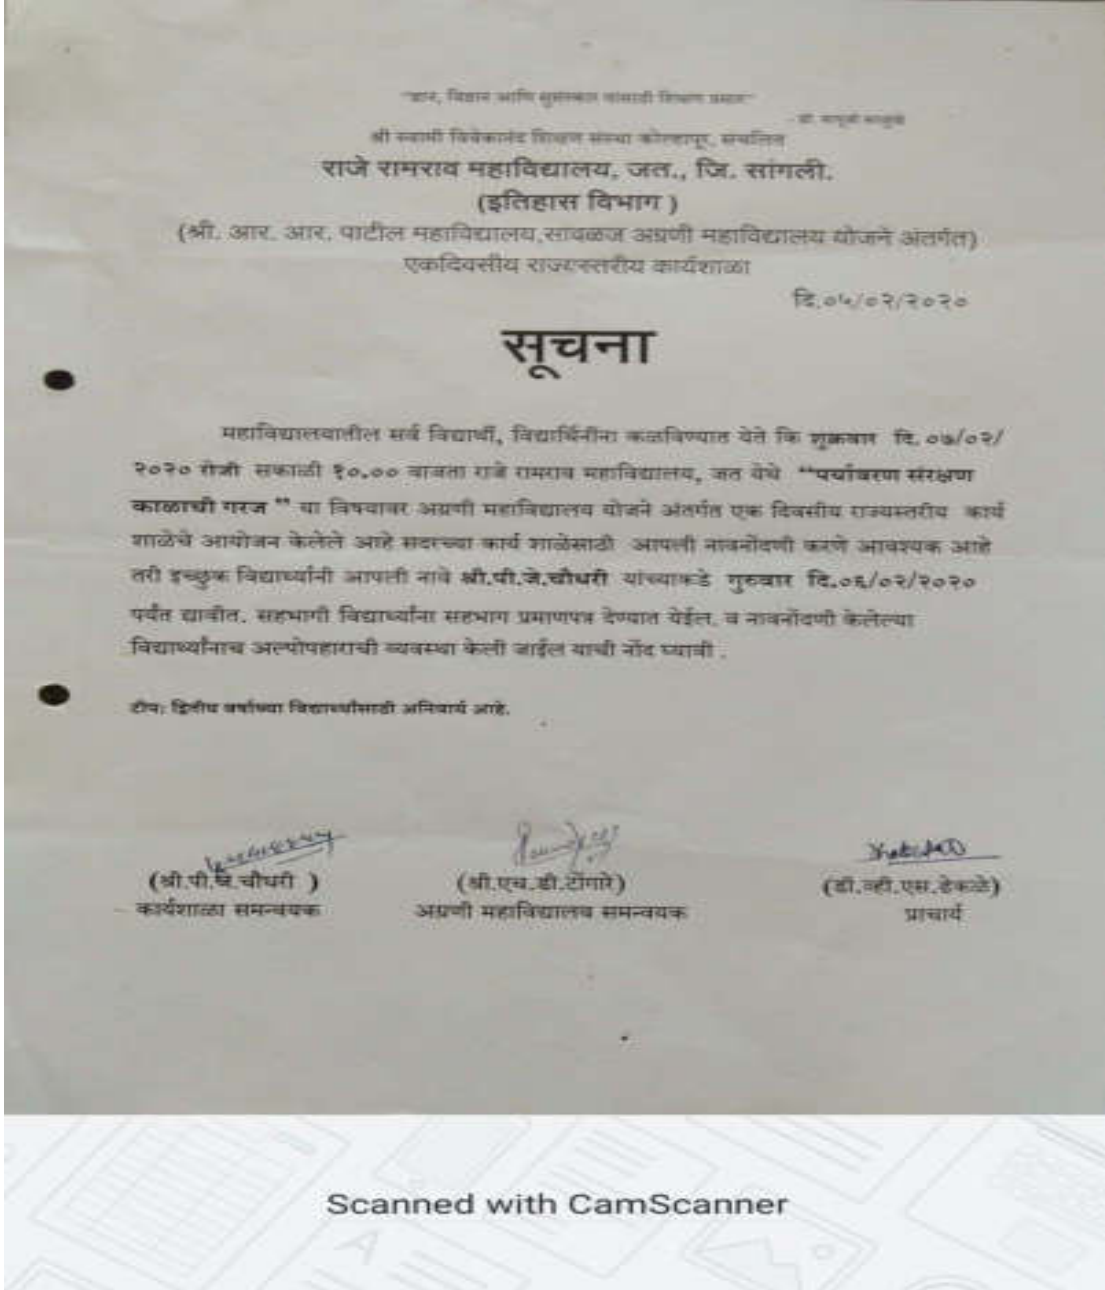 "ज्ञान, विज्ञान आणि सुसंस्कार यांसाठी शिक्षण प्रसार"
- डॉ. बापूजी साळुंखे
श्री स्वामी विवेकानंद शिक्षण संस्था कोल्हापूर, संचलित
राजे रामराव महाविद्यालय, जत., जि. सांगली.
(इतिहास विभाग )
(श्री. आर. आर. पाटील महाविद्यालय,सावळज अग्रणी महाविद्यालय योजने अंतर्गत)
एकदिवसीय राज्यस्तरीय कार्यशाळा
दि.०५/०२/२०२०
सूचना
महाविद्यालयातील सर्व विद्यार्थी, विद्यार्थिनींना कळविण्यात येते कि शुक्रवार दि.०७/०२/
२०२० रोजी सकाळी १०.०० वाजता राजे रामराव महाविद्यालय, जत येथे "पर्यावरण संरक्षण
काळाची गरज " या विषयावर अग्रणी महाविद्यालय योजने अंतर्गत एक दिवसीय राज्यस्तरीय कार्य
शाळेचे आयोजन केलेले आहे सदरच्या कार्य शाळेसाठी आपली नावनोंदणी करणे आवश्यक आहे
तरी इच्छुक विद्यार्थ्यांनी आपली नावे श्री.पी.जे.चौधरी यांच्याकडे गुरुवार दि.०६/०२/२०२०
पर्यंत द्यावीत. सहभागी विद्यार्थ्यांना सहभाग प्रमाणपत्र देण्यात येईल. व नावनोंदणी केलेल्या
विद्यार्थ्यांनाच अल्पोपहाराची व्यवस्था केली जाईल याची नोंद घ्यावी .
टीप: द्वितीय वर्षाच्या विद्यार्थ्यांसाठी अनिवार्य आहे.
(श्री.पी.जे.चौधरी ) (श्री.एच.डी.टोंगारे) (डॉ.व्ही.एस.ढेकळे)
कार्यशाळा समन्वयक अग्रणी महाविद्यालय समन्वयक प्राचार्य
Scanned with CamScanner